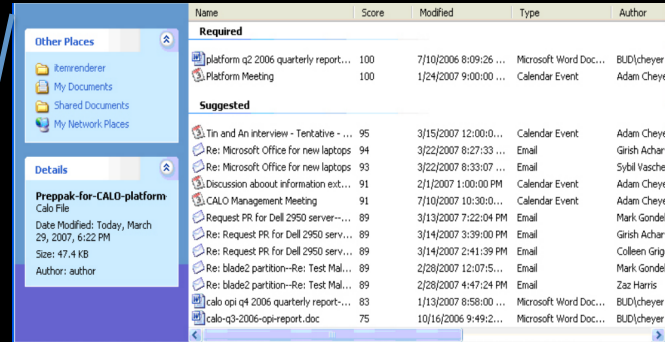 Name Score Modified Type Author
Required
platform q2 2006 quarterly report... 100 7/10/2006 8:09:26 ... Microsoft Word Doc... BUD\cheyer
Platform Meeting 100 1/24/2007 9:00:00 ... Calendar Event Adam Cheye
Suggested
Tin and An interview - Tentative - ... 95 3/15/2007 12:00:0... Calendar Event Adam Cheye
Re: Microsoft Office for new laptops 94 3/22/2007 8:27:33 ... Email Girish Achar
Re: Microsoft Office for new laptops 93 3/22/2007 8:33:07 ... Email Sybil Vasche
Discussion aboout information ext... 91 2/1/2007 1:00:00 PM Calendar Event Adam Cheye
CALO Management Meeting 91 7/10/2007 10:30:0... Calendar Event Adam Cheye
Request PR for Dell 2950 server--... 89 3/13/2007 7:22:04 PM Email Mark Gondel
Re: Request PR for Dell 2950 serv... 89 3/14/2007 3:39:00 PM Email Girish Achar
Re: Request PR for Dell 2950 serv... 89 3/14/2007 2:41:39 PM Email Colleen Grig
Re: blade2 partition--Re: Test Mal... 89 2/28/2007 12:07:5... Email Mark Gondel
Re: blade2 partition--Re: Test Mal... 89 2/28/2007 4:47:24 PM Email Zaz Harris
calo opi q4 2006 quarterly report-... 83 1/13/2007 8:58:00 ... Microsoft Word Doc... BUD\cheyer
calo-q3-2006-opi-report.doc 75 10/16/2006 9:49:2... Microsoft Word Doc... BUD\cheyer
Other Places
itemrenderer
My Documents
Shared Documents
My Network Places
Details
Preppak-for-CALO-platform-
Calo File
Date Modified: Today, March
29, 2007, 6:22 PM
Size: 47.4 KB
Author: author